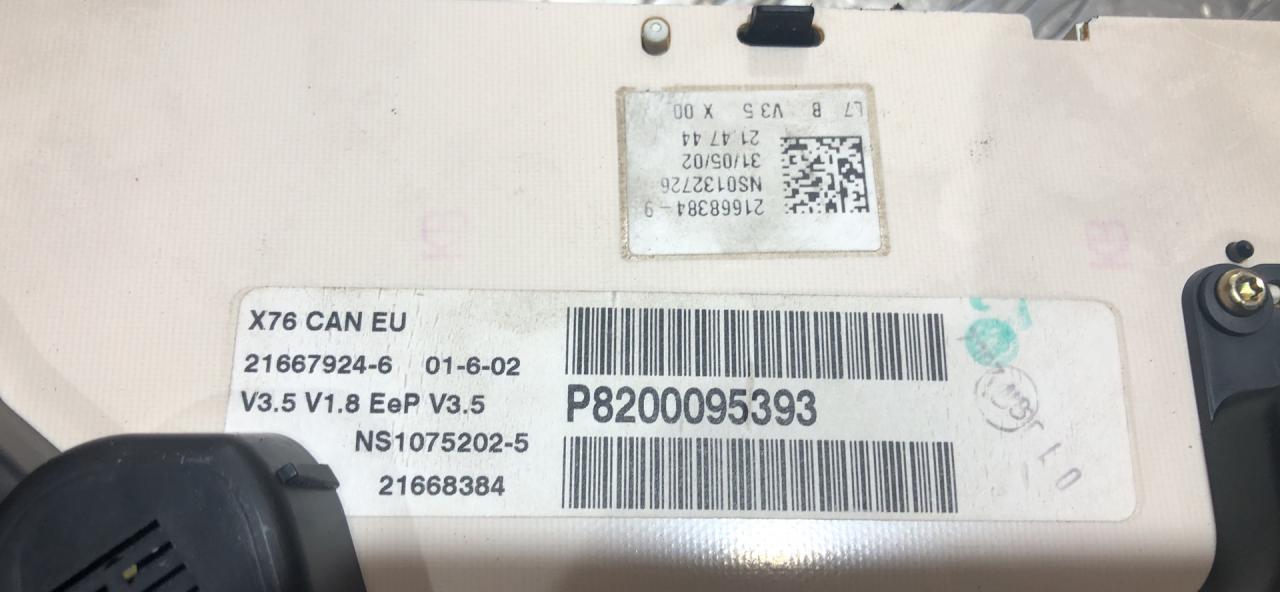 21668384-9
NS0132726
31/05/02
21.47.44
L7 B V3.5 X 00
X76 CAN EU
21667924-6 01-6-02
V3.5 V1.8 EeP V3.5
NS1075202-5
21668384
P8200095393